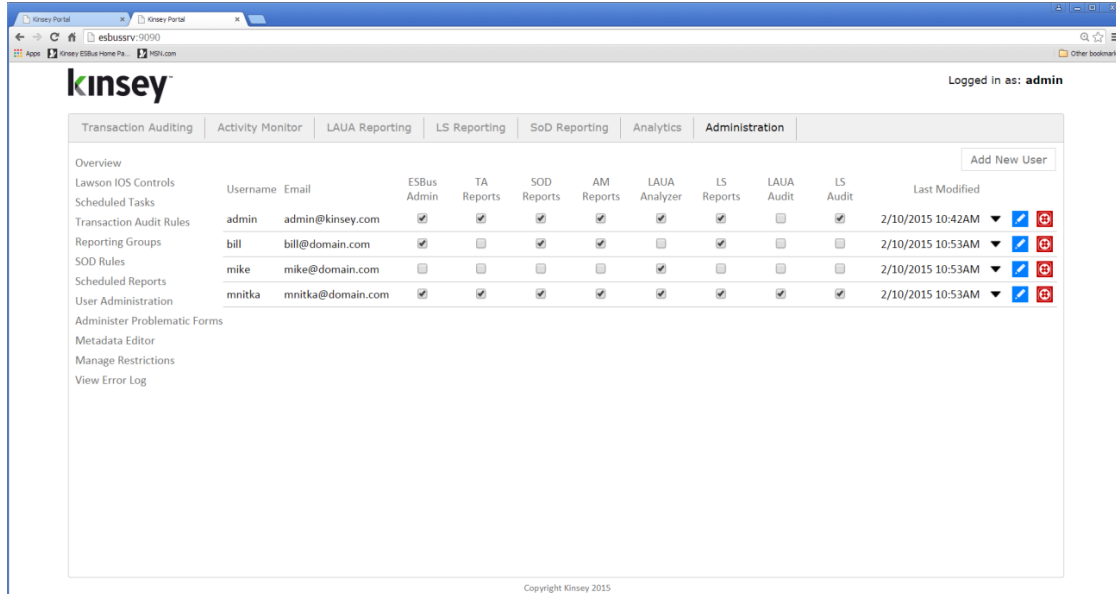 Kinsey Portal
Kinsey Portal
esbussrv:9090
Apps Kinsey ESBus Home Pa... MSN.com Other bookmark
kinsey™ Logged in as: admin
Transaction Auditing Activity Monitor LAUA Reporting LS Reporting SoD Reporting Analytics Administration
Add New User
Overview
Lawson IOS Controls
Scheduled Tasks
Transaction Audit Rules
Reporting Groups
SOD Rules
Scheduled Reports
User Administration
Administer Problematic Forms
Metadata Editor
Manage Restrictions
View Error Log
Username Email ESBus Admin TA Reports SOD Reports AM Reports LAUA Analyzer LS Reports LAUA Audit LS Audit Last Modified
admin admin@kinsey.com 2/10/2015 10:42AM
bill bill@domain.com 2/10/2015 10:53AM
mike mike@domain.com 2/10/2015 10:53AM
mnitka mnitka@domain.com 2/10/2015 10:53AM
Copyright Kinsey 2015